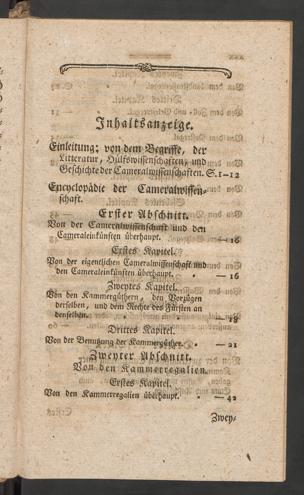 Inhaltsanzeige.
Einleitung; von dem Begriffe, der
Litteratur, Hülfswissenschaften, und
Geschichte der Cameralwissenschaften. S. 1–12
Encyclopädie der Cameralwissen-
schaft.
Erster Abschnitt.
Von der Cameralwissenschaft und den
Cameraleinkünften überhaupt. — 16
Erstes Kapitel.
Von der eigentlichen Cameralwissenschaft und
den Cameraleinkünften überhaupt. • — 16
Zweytes Kapitel.
Von den Kammergüthern, den Vorzügen
derselben, und dem Rechte des Fürsten an
denselben. • • • — 18
Drittes Kapitel.
Von der Benutzung der Kammergüther. • — 21
Zweyter Abschnitt.
Von den Kammerregalien.
Erstes Kapitel.
Von den Kammerregalien überhaupt. • — 42
Zwey-